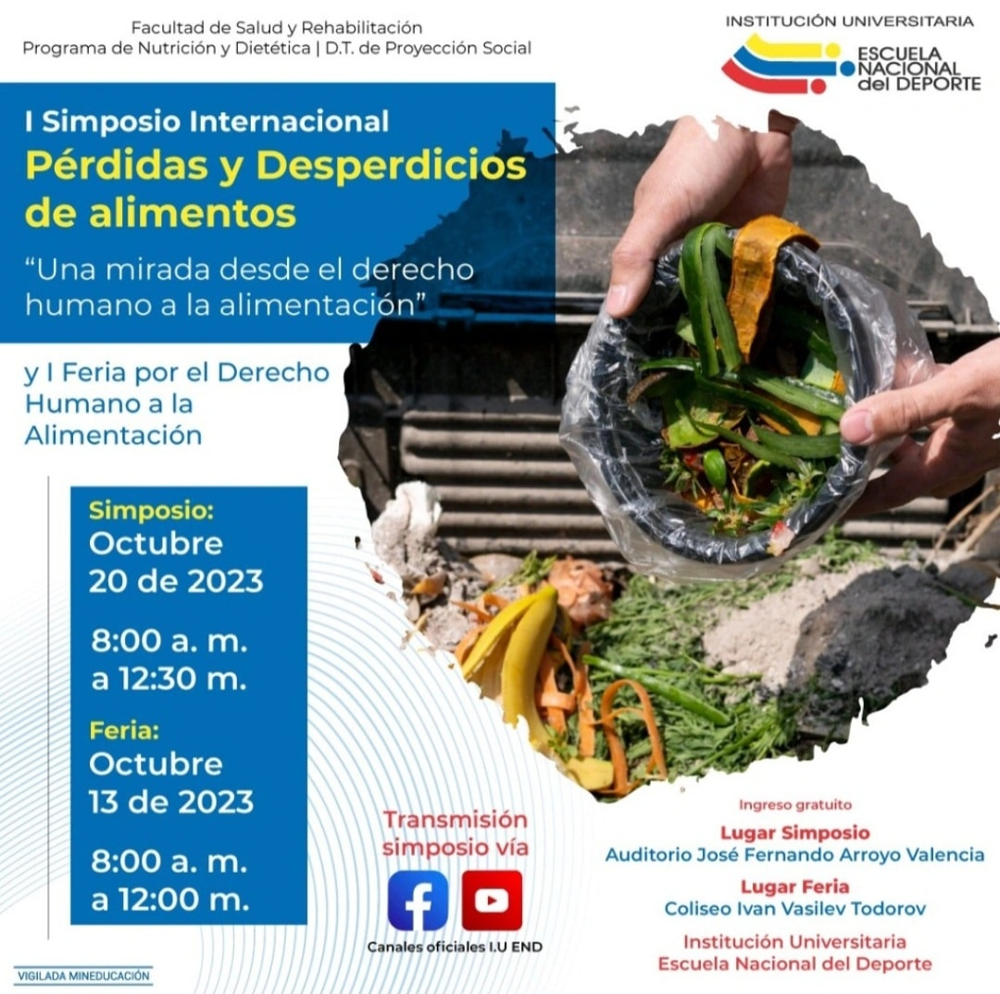 Facultad de Salud y Rehabilitación
Programa de Nutrición y Dietética | D.T. de Proyección Social
INSTITUCIÓN UNIVERSITARIA
ESCUELA
NACIONAL
del DEPORTE
I Simposio Internacional
Pérdidas y Desperdicios
de alimentos
“Una mirada desde el derecho
humano a la alimentación”
y I Feria por el Derecho
Humano a la
Alimentación
Simposio:
Octubre
20 de 2023
8:00 a. m.
a 12:30 m.
Feria:
Octubre
13 de 2023
8:00 a. m.
a 12:00 m.
Transmisión
simposio vía
Canales oficiales I.U END
Ingreso gratuito
Lugar Simposio
Auditorio José Fernando Arroyo Valencia
Lugar Feria
Coliseo Ivan Vasilev Todorov
Institución Universitaria
Escuela Nacional del Deporte
VIGILADA MINEDUCACIÓN